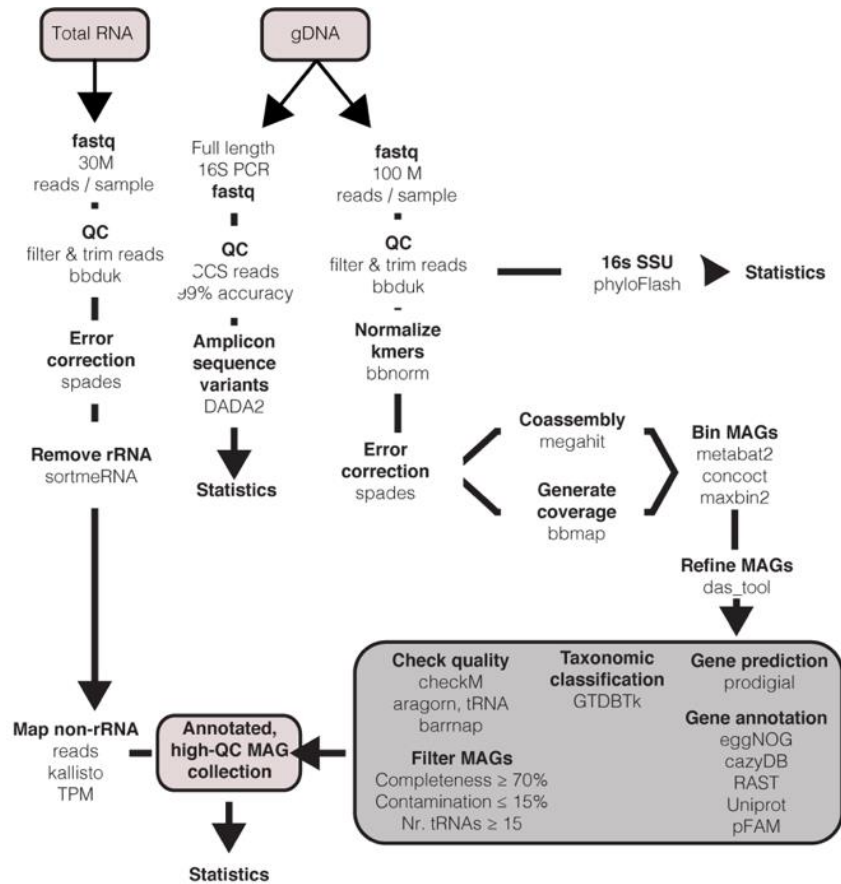 Total RNA
gDNA
fastq
30M
reads / sample
QC
filter & trim reads
bbduk
Error
correction
spades
Remove rRNA
sortmeRNA
Map non-rRNA
reads
kallisto
TPM
Full length
16S PCR
fastq
QC
CCS reads
99% accuracy
Amplicon
sequence
variants
DADA2
Statistics
fastq
100 M
reads / sample
QC
filter & trim reads
bbduk
Normalize
kmers
bbnorm
Error
correction
spades
16s SSU
phyloFlash
Statistics
Coassembly
megahit
Generate
coverage
bbmap
Bin MAGs
metabat2
concoct
maxbin2
Refine MAGs
das_tool
Check quality
checkM
aragorn, tRNA
barrnap
Filter MAGs
Completeness ≥ 70%
Contamination ≤ 15%
Nr. tRNAs ≥ 15
Taxonomic
classification
GTDBTk
Gene prediction
prodigial
Gene annotation
eggNOG
cazyDB
RAST
Uniprot
pFAM
Annotated,
high-QC MAG
collection
Statistics